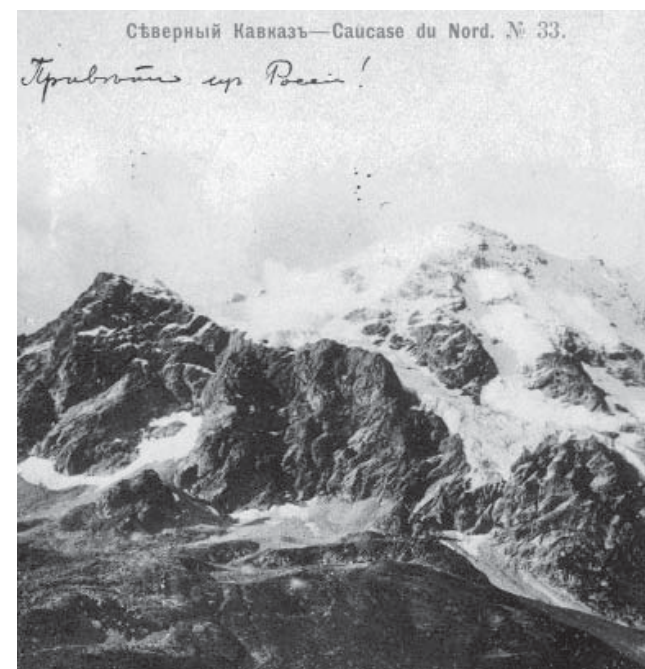 Сѣверный Кавказъ—Caucase du Nord. № 33.
Привѣтъ изъ Россіи!